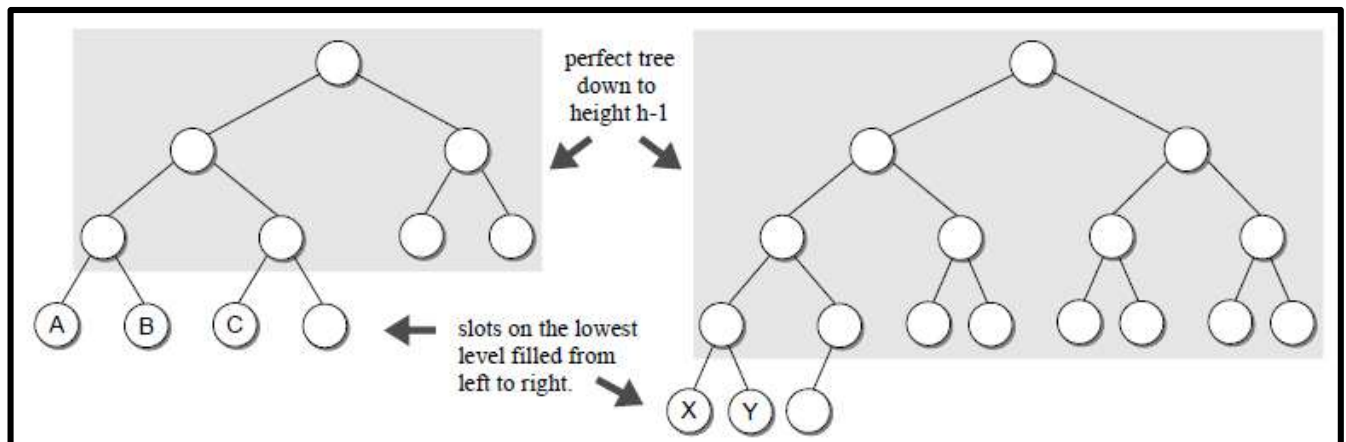 perfect tree
down to
height h-1
A
B
C
slots on the lowest
level filled from
left to right.
X
Y